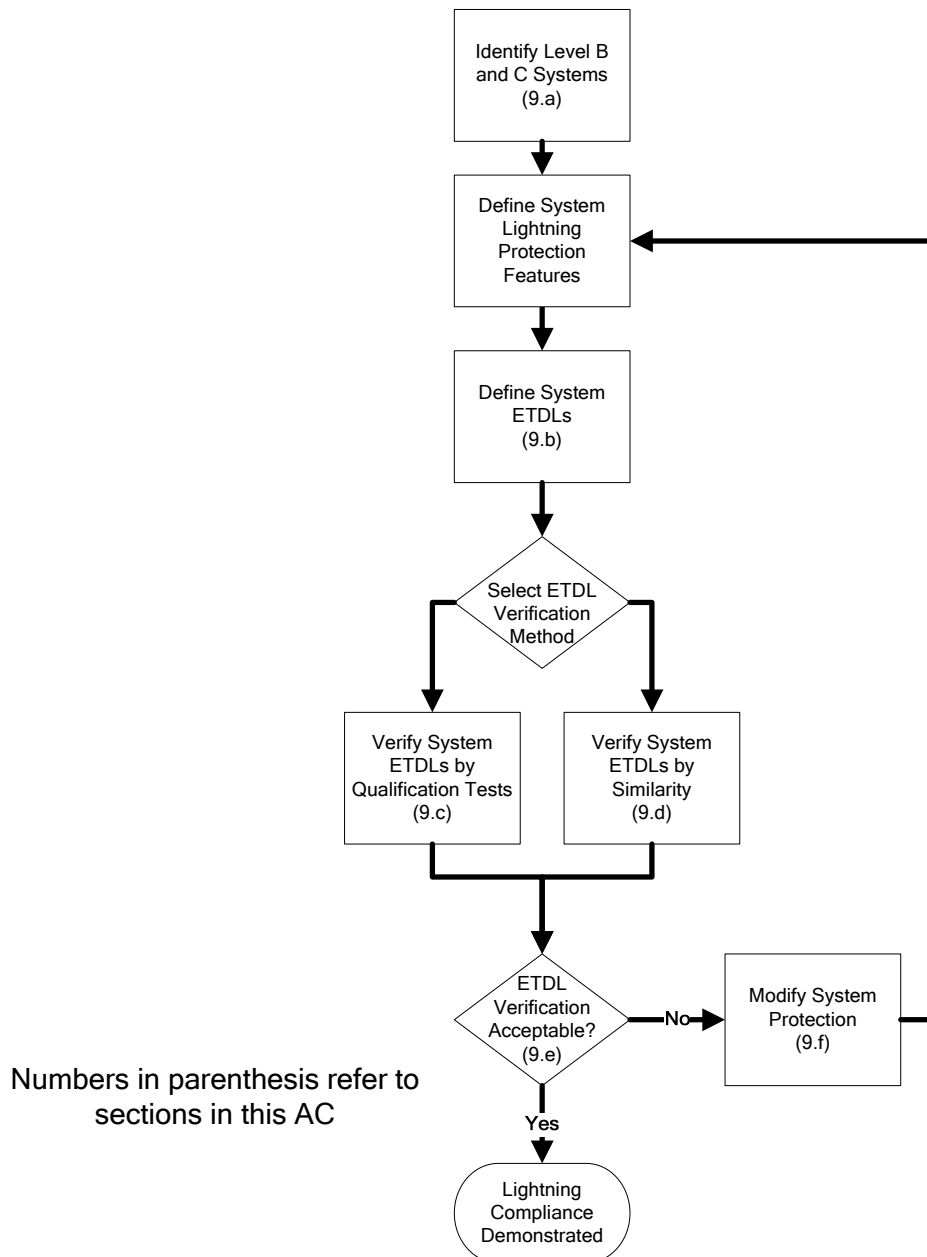 Identify Level B
and C Systems
(9.a)
Define System
Lightning
Protection
Features
Define System
ETDLs
(9.b)
Select ETDL
Verification
Method
Verify System
ETDLs by
Qualification Tests
(9.c)
Verify System
ETDLs by
Similarity
(9.d)
ETDL
Verification
Acceptable?
(9.e)
No
Modify System
Protection
(9.f)
Numbers in parenthesis refer to
sections in this AC
Yes
Lightning
Compliance
Demonstrated